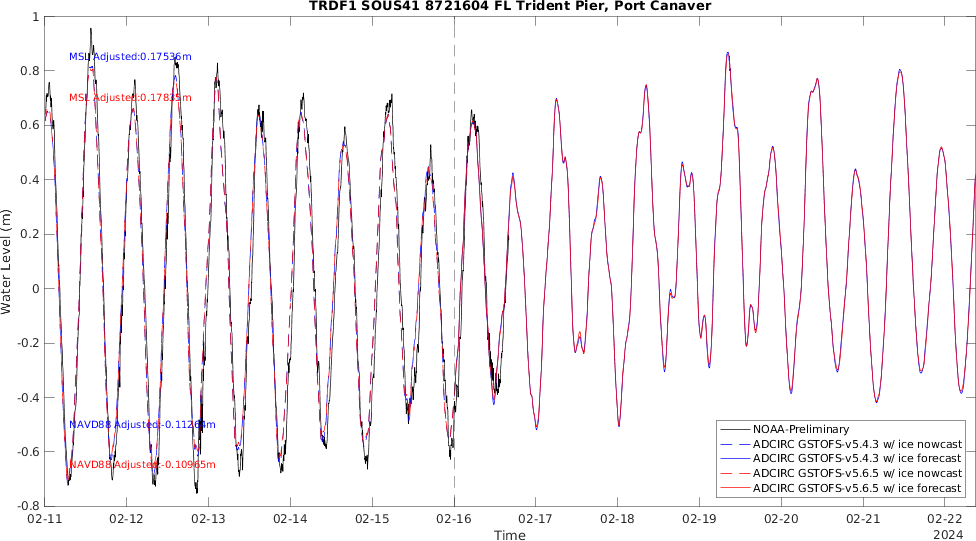 TRDF1 SOUS41 8721604 FL Trident Pier, Port Canaver
1
0.8
0.6
0.4
0.2
0
-0.2
-0.4
-0.6
-0.8
Water Level (m)
MSL Adjusted:0.17536m
MSL Adjusted:0.17835m
NAVD88 Adjusted:-0.11264m
NAVD88 Adjusted:-0.10965m
NOAA-Preliminary
ADCIRC GSTOFS-v5.4.3 w/ ice nowcast
ADCIRC GSTOFS-v5.4.3 w/ ice forecast
ADCIRC GSTOFS-v5.6.5 w/ ice nowcast
ADCIRC GSTOFS-v5.6.5 w/ ice forecast
02-11 02-12 02-13 02-14 02-15 02-16 02-17 02-18 02-19 02-20 02-21 02-22
Time
2024